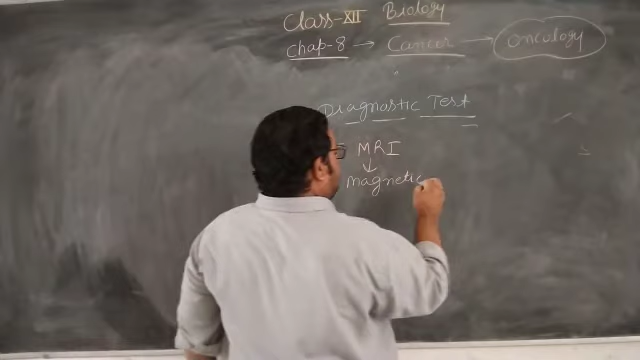 Class-XII Biology
chap-8 → Cancer → Oncology
Diagnostic Test
MRI
↓
magnetic